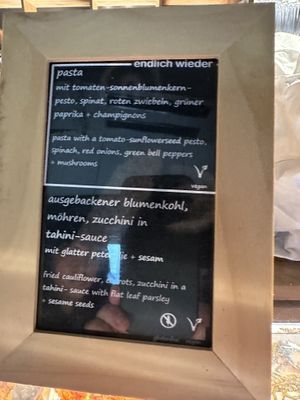 endlich wieder
pasta
mit tomaten-sonnenblumenkern-
pesto, spinat, roten zwiebeln, grüner
paprika + champignons
pasta with a tomato-sunflowerseed pesto,
spinach, red onions, green bell peppers
+ mushrooms
vegan
ausgebackener blumenkohl,
möhren, zucchini in
tahini-sauce
mit glatter petersilie + sesam
fried cauliflower, carrots, zucchini in a
tahini- sauce with flat leaf parsley
+ sesame seeds